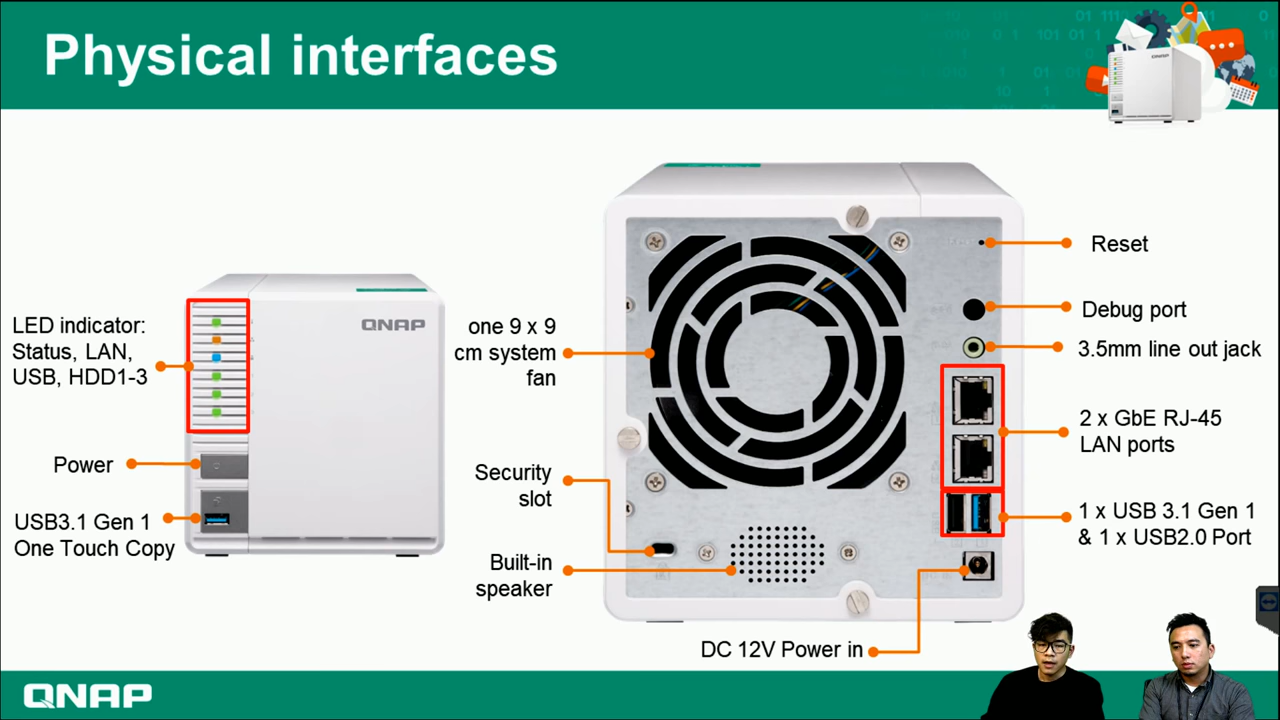 Physical interfaces
QNAP
LED indicator:
Status, LAN,
USB, HDD1-3
Power
USB3.1 Gen 1
One Touch Copy
QNAP
one 9 x 9
cm system
fan
Security
slot
Built-in
speaker
DC 12V Power in
Reset
Debug port
3.5mm line out jack
2 x GbE RJ-45
LAN ports
1 x USB 3.1 Gen 1
& 1 x USB2.0 Port
QNAP